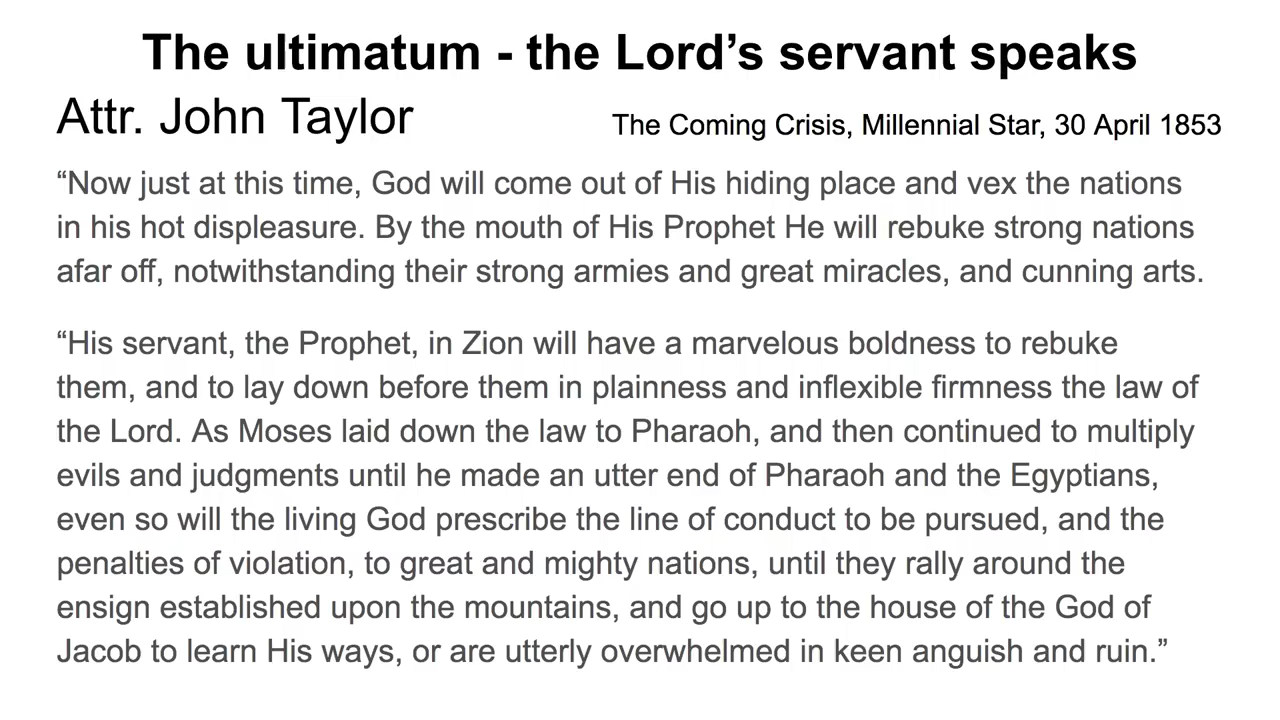 The ultimatum - the Lord’s servant speaks
Attr. John Taylor
The Coming Crisis, Millennial Star, 30 April 1853
“Now just at this time, God will come out of His hiding place and vex the nations
in his hot displeasure. By the mouth of His Prophet He will rebuke strong nations
afar off, notwithstanding their strong armies and great miracles, and cunning arts.
“His servant, the Prophet, in Zion will have a marvelous boldness to rebuke
them, and to lay down before them in plainness and inflexible firmness the law of
the Lord. As Moses laid down the law to Pharaoh, and then continued to multiply
evils and judgments until he made an utter end of Pharaoh and the Egyptians,
even so will the living God prescribe the line of conduct to be pursued, and the
penalties of violation, to great and mighty nations, until they rally around the
ensign established upon the mountains, and go up to the house of the God of
Jacob to learn His ways, or are utterly overwhelmed in keen anguish and ruin.”